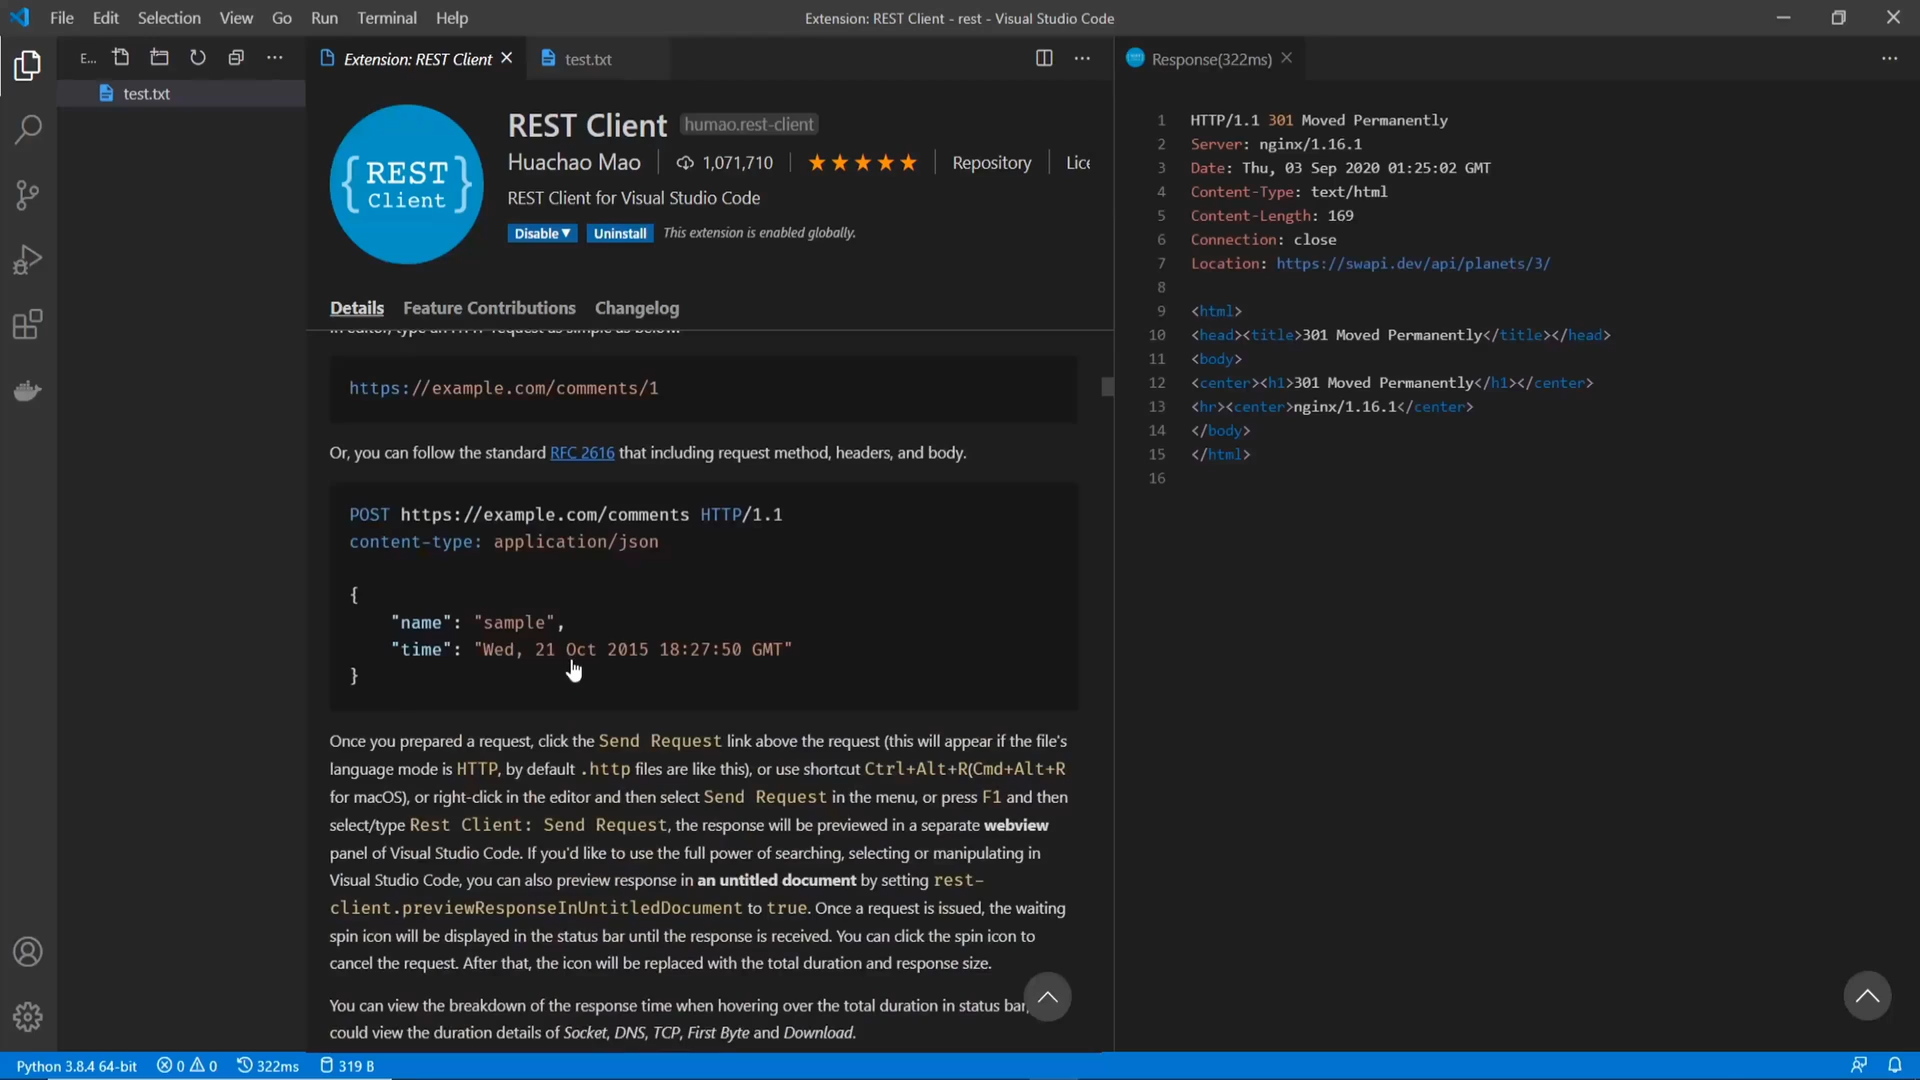 File Edit Selection View Go Run Terminal Help
Extension: REST Client - rest - Visual Studio Code
E...
test.txt
Extension: REST Client
test.txt
{ REST Client }
REST Client humao.rest-client
Huachao Mao 1,071,710 ★★★★★ Repository Lice
REST Client for Visual Studio Code
Disable▼ Uninstall This extension is enabled globally.
Details Feature Contributions Changelog
https://example.com/comments/1
Or, you can follow the standard RFC 2616 that including request method, headers, and body.
POST https://example.com/comments HTTP/1.1
content-type: application/json
{
"name": "sample",
"time": "Wed, 21 Oct 2015 18:27:50 GMT"
}
Once you prepared a request, click the Send Request link above the request (this will appear if the file's
language mode is HTTP, by default .http files are like this), or use shortcut Ctrl+Alt+R(Cmd+Alt+R
for macOS), or right-click in the editor and then select Send Request in the menu, or press F1 and then
select/type Rest Client: Send Request, the response will be previewed in a separate webview
panel of Visual Studio Code. If you'd like to use the full power of searching, selecting or manipulating in
Visual Studio Code, you can also preview response in an untitled document by setting rest-
client.previewResponseInUntitledDocument to true. Once a request is issued, the waiting
spin icon will be displayed in the status bar until the response is received. You can click the spin icon to
cancel the request. After that, the icon will be replaced with the total duration and response size.
You can view the breakdown of the response time when hovering over the total duration in status bar,
could view the duration details of Socket, DNS, TCP, First Byte and Download.
Response(322ms)
1 HTTP/1.1 301 Moved Permanently
2 Server: nginx/1.16.1
3 Date: Thu, 03 Sep 2020 01:25:02 GMT
4 Content-Type: text/html
5 Content-Length: 169
6 Connection: close
7 Location: https://swapi.dev/api/planets/3/
8
9 <html>
10 <head><title>301 Moved Permanently</title></head>
11 <body>
12 <center><h1>301 Moved Permanently</h1></center>
13 <hr><center>nginx/1.16.1</center>
14 </body>
15 </html>
16
Python 3.8.4 64-bit 0 0 322ms 319 B